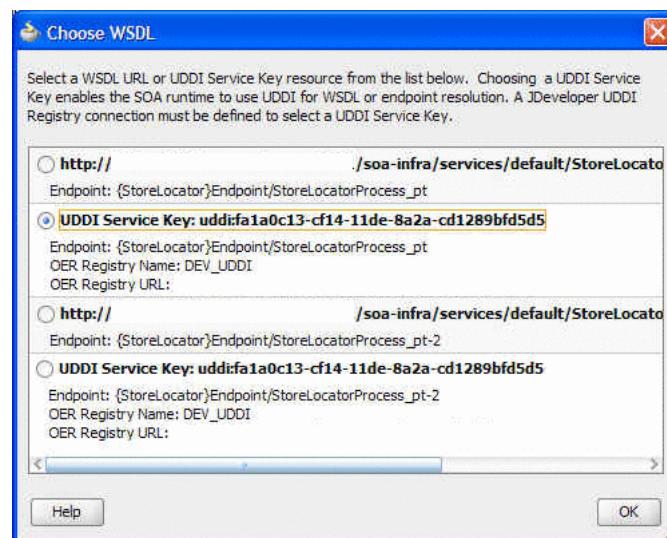 Choose WSDL
Select a WSDL URL or UDDI Service Key resource from the list below. Choosing a UDDI Service
Key enables the SOA runtime to use UDDI for WSDL or endpoint resolution. A JDeveloper UDDI
Registry connection must be defined to select a UDDI Service Key.
http:// ./soa-infra/services/default/StoreLocato
Endpoint: {StoreLocator}Endpoint/StoreLocatorProcess_pt
UDDI Service Key: uddi:fa1a0c13-cf14-11de-8a2a-cd1289bfd5d5
Endpoint: {StoreLocator}Endpoint/StoreLocatorProcess_pt
OER Registry Name: DEV_UDDI
OER Registry URL:
http:// /soa-infra/services/default/StoreLocato
Endpoint: {StoreLocator}Endpoint/StoreLocatorProcess_pt-2
UDDI Service Key: uddi:fa1a0c13-cf14-11de-8a2a-cd1289bfd5d5
Endpoint: {StoreLocator}Endpoint/StoreLocatorProcess_pt-2
OER Registry Name: DEV_UDDI
OER Registry URL:
Help OK